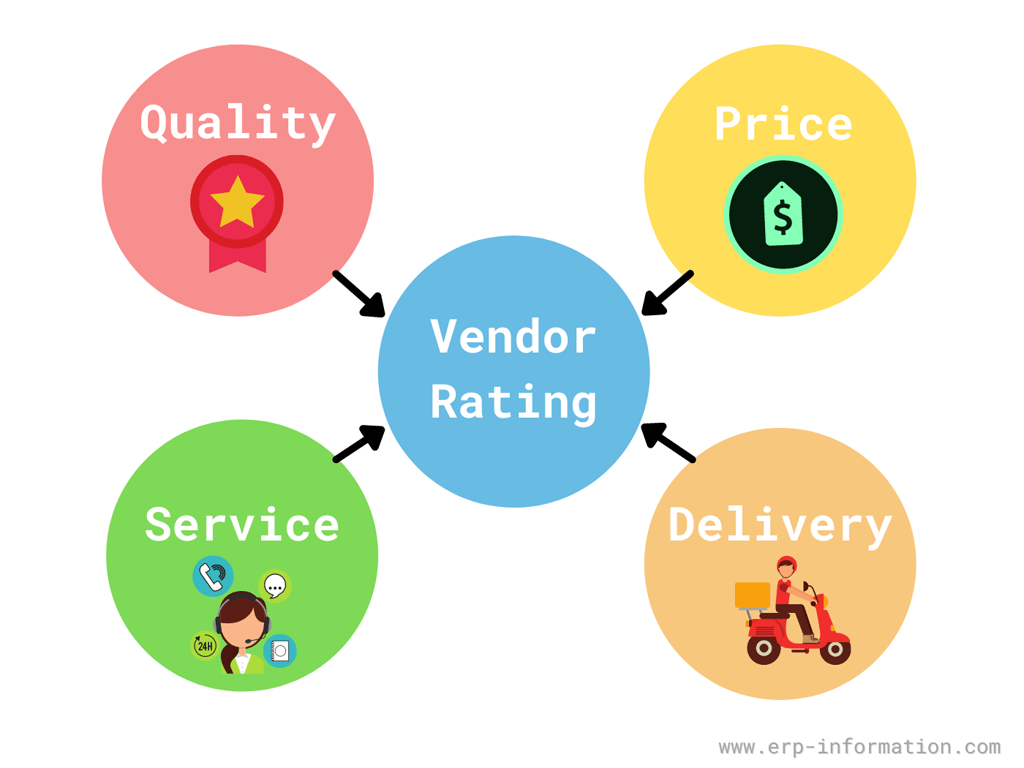 Quality
Price
$
Vendor
Rating
Service
24H
Delivery
www.erp-information.com